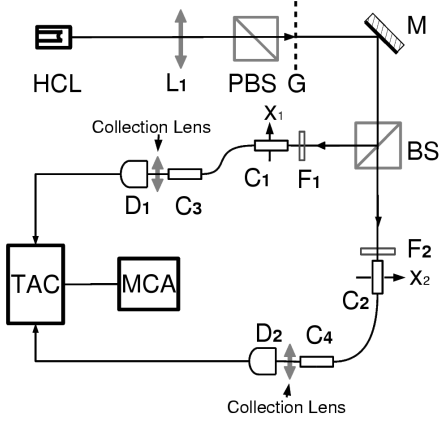 M
HCL
L1
PBS
G
X1
Collection Lens
BS
C1
F1
D1
C3
F2
TAC
MCA
X2
C2
D2
C4
Collection Lens